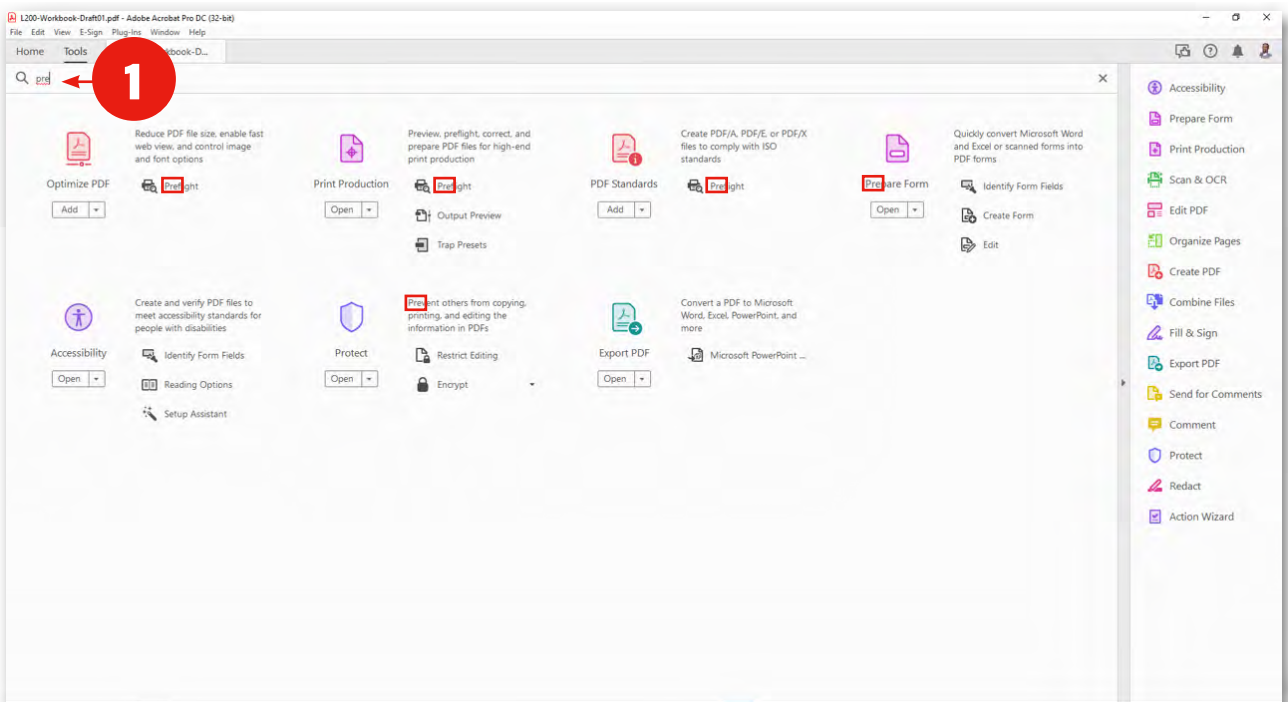 L200-Workbook-Draft01.pdf - Adobe Acrobat Pro DC (32-bit)
File Edit View E-Sign Plug-Ins Window Help
Home Tools kbook-D...
pre
1
Reduce PDF file size, enable fast
web view, and control image
and font options
Optimize PDF
Preflight
Add
Preview, preflight, correct, and
prepare PDF files for high-end
print production
Print Production
Preflight
Open
Output Preview
Trap Presets
Create PDF/A, PDF/E, or PDF/X
files to comply with ISO
standards
PDF Standards
Preflight
Add
Quickly convert Microsoft Word
and Excel or scanned forms into
PDF forms
Prepare Form
Identify Form Fields
Open
Create Form
Edit
Create and verify PDF files to
meet accessibility standards for
people with disabilities
Accessibility
Identify Form Fields
Open
Reading Options
Setup Assistant
Prevent others from copying,
printing, and editing the
information in PDFs
Protect
Restrict Editing
Open
Encrypt
Convert a PDF to Microsoft
Word, Excel, PowerPoint, and
more
Export PDF
Microsoft PowerPoint ...
Open
Accessibility
Prepare Form
Print Production
Scan & OCR
Edit PDF
Organize Pages
Create PDF
Combine Files
Fill & Sign
Export PDF
Send for Comments
Comment
Protect
Redact
Action Wizard